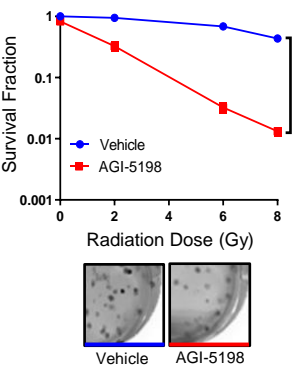 Survival Fraction
1
0.1
0.01
0.001
Vehicle
AGI-5198
0 2 4 6 8
Radiation Dose (Gy)
Vehicle AGI-5198